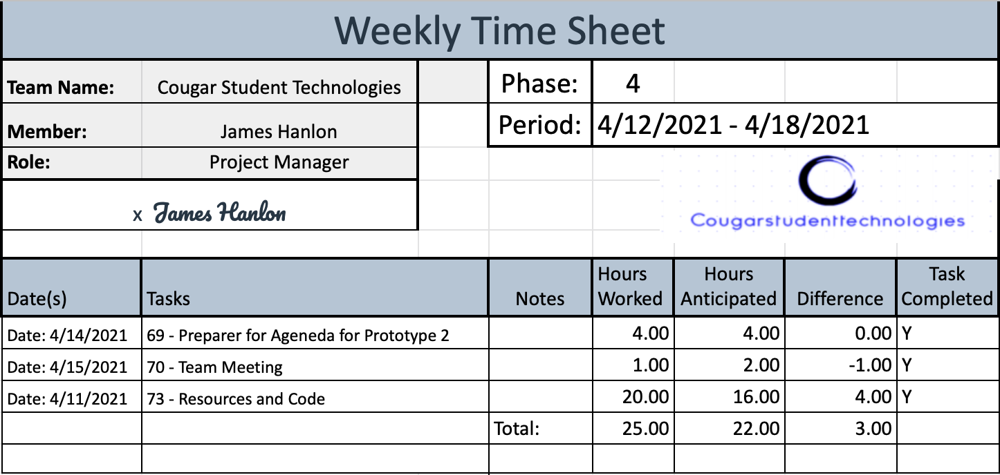 Weekly Time Sheet
Team Name: Cougar Student Technologies Phase: 4
Member: James Hanlon Period: 4/12/2021 - 4/18/2021
Role: Project Manager
x James Hanlon
Cougarstudenttechnologies
Date(s) Tasks Notes Hours Worked Hours Anticipated Difference Task Completed
Date: 4/14/2021 69 - Preparer for Ageneda for Prototype 2 4.00 4.00 0.00 Y
Date: 4/15/2021 70 - Team Meeting 1.00 2.00 -1.00 Y
Date: 4/11/2021 73 - Resources and Code 20.00 16.00 4.00 Y
Total: 25.00 22.00 3.00